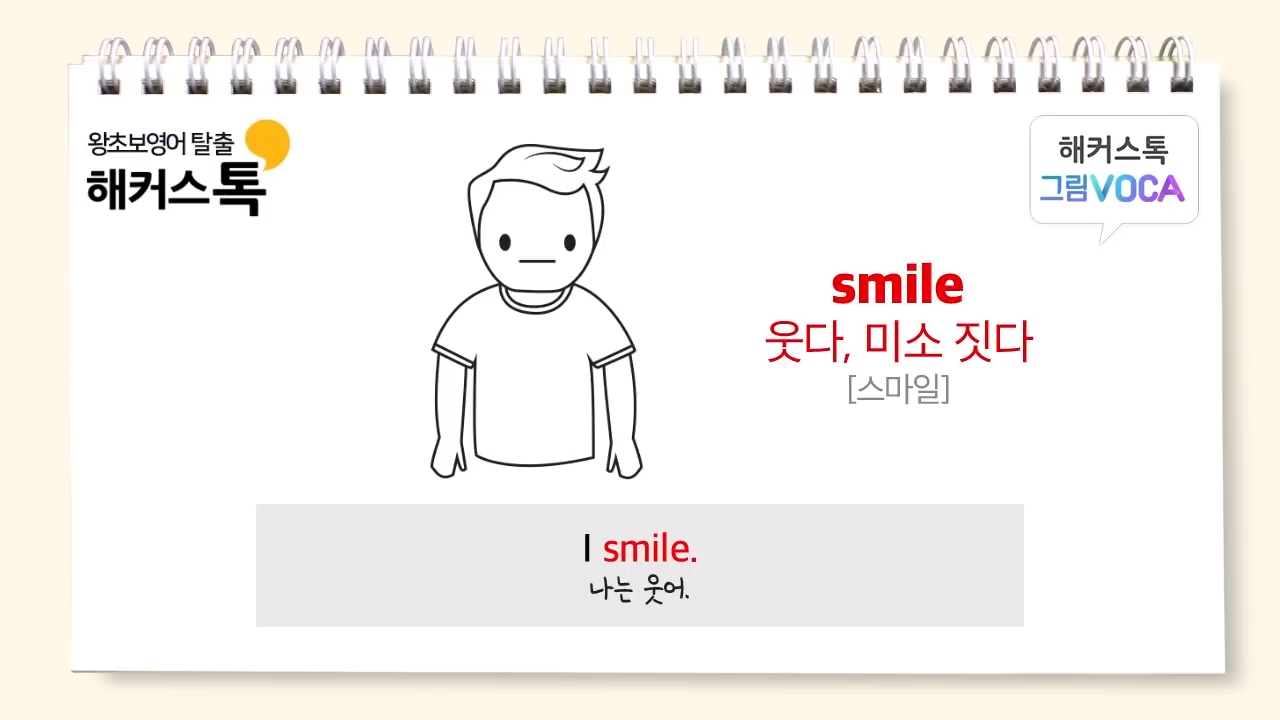 왕초보영어 탈출
해커스톡
해커스톡
그림VOCA
smile
웃다, 미소 짓다
[스마일]
I smile.
나는 웃어.